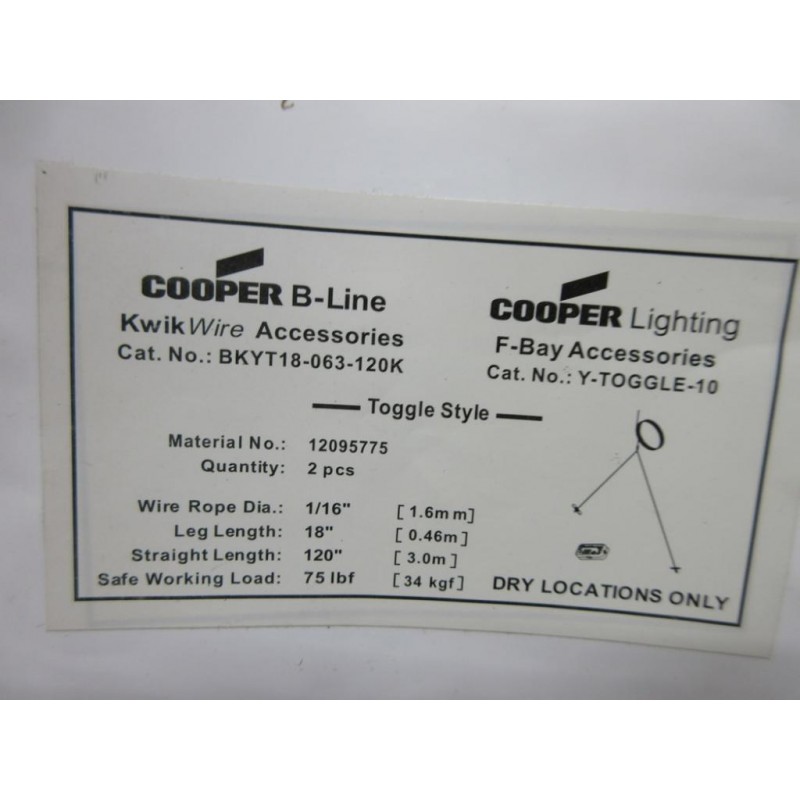 COOPER B-Line
KwikWire Accessories
Cat. No.: BKYT18-063-120K
COOPER Lighting
F-Bay Accessories
Cat. No.: Y-TOGGLE-10
Toggle Style
Material No.: 12095775
Quantity: 2 pcs
Wire Rope Dia.: 1/16" [1.6mm]
Leg Length: 18" [0.46m]
Straight Length: 120" [3.0m]
Safe Working Load: 75 lbf [34 kgf]
DRY LOCATIONS ONLY